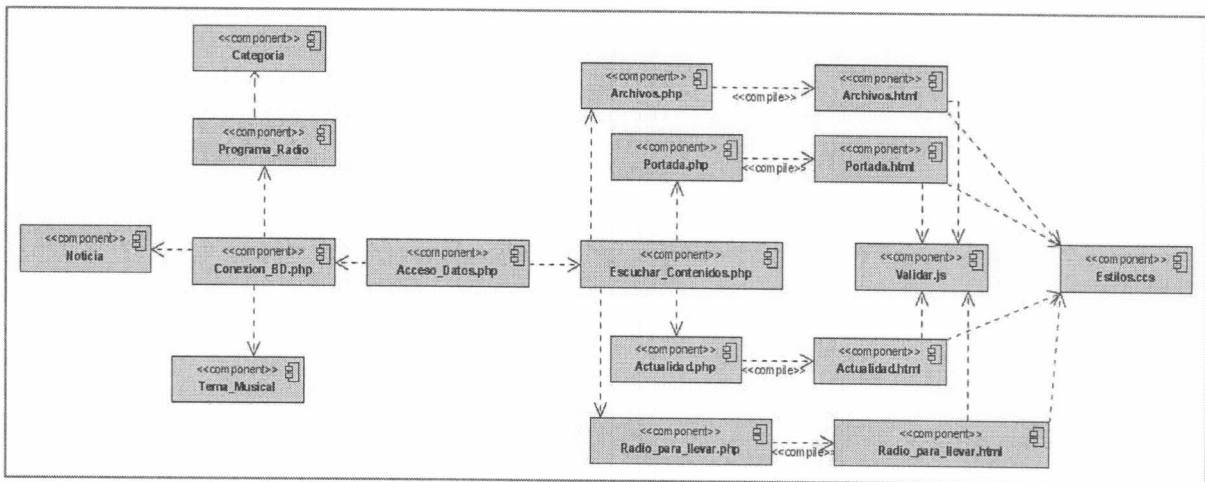 <<component>>
Categoria
<<component>>
Programa_Radio
<<component>>
Noticia
<<component>>
Conexion_BD.php
<<component>>
Tema_Musical
<<component>>
Acceso_Datos.php
<<component>>
Escuchar_Contenidos.php
<<component>>
Archivos.php
<<compile>>
<<component>>
Archivos.html
<<component>>
Portada.php
<<compile>>
<<component>>
Portada.html
<<component>>
Validar.js
<<component>>
Estilos.ccs
<<component>>
Actualidad.php
<<compile>>
<<component>>
Actualidad.html
<<component>>
Radio_para_llevar.php
<<compile>>
<<component>>
Radio_para_llevar.html